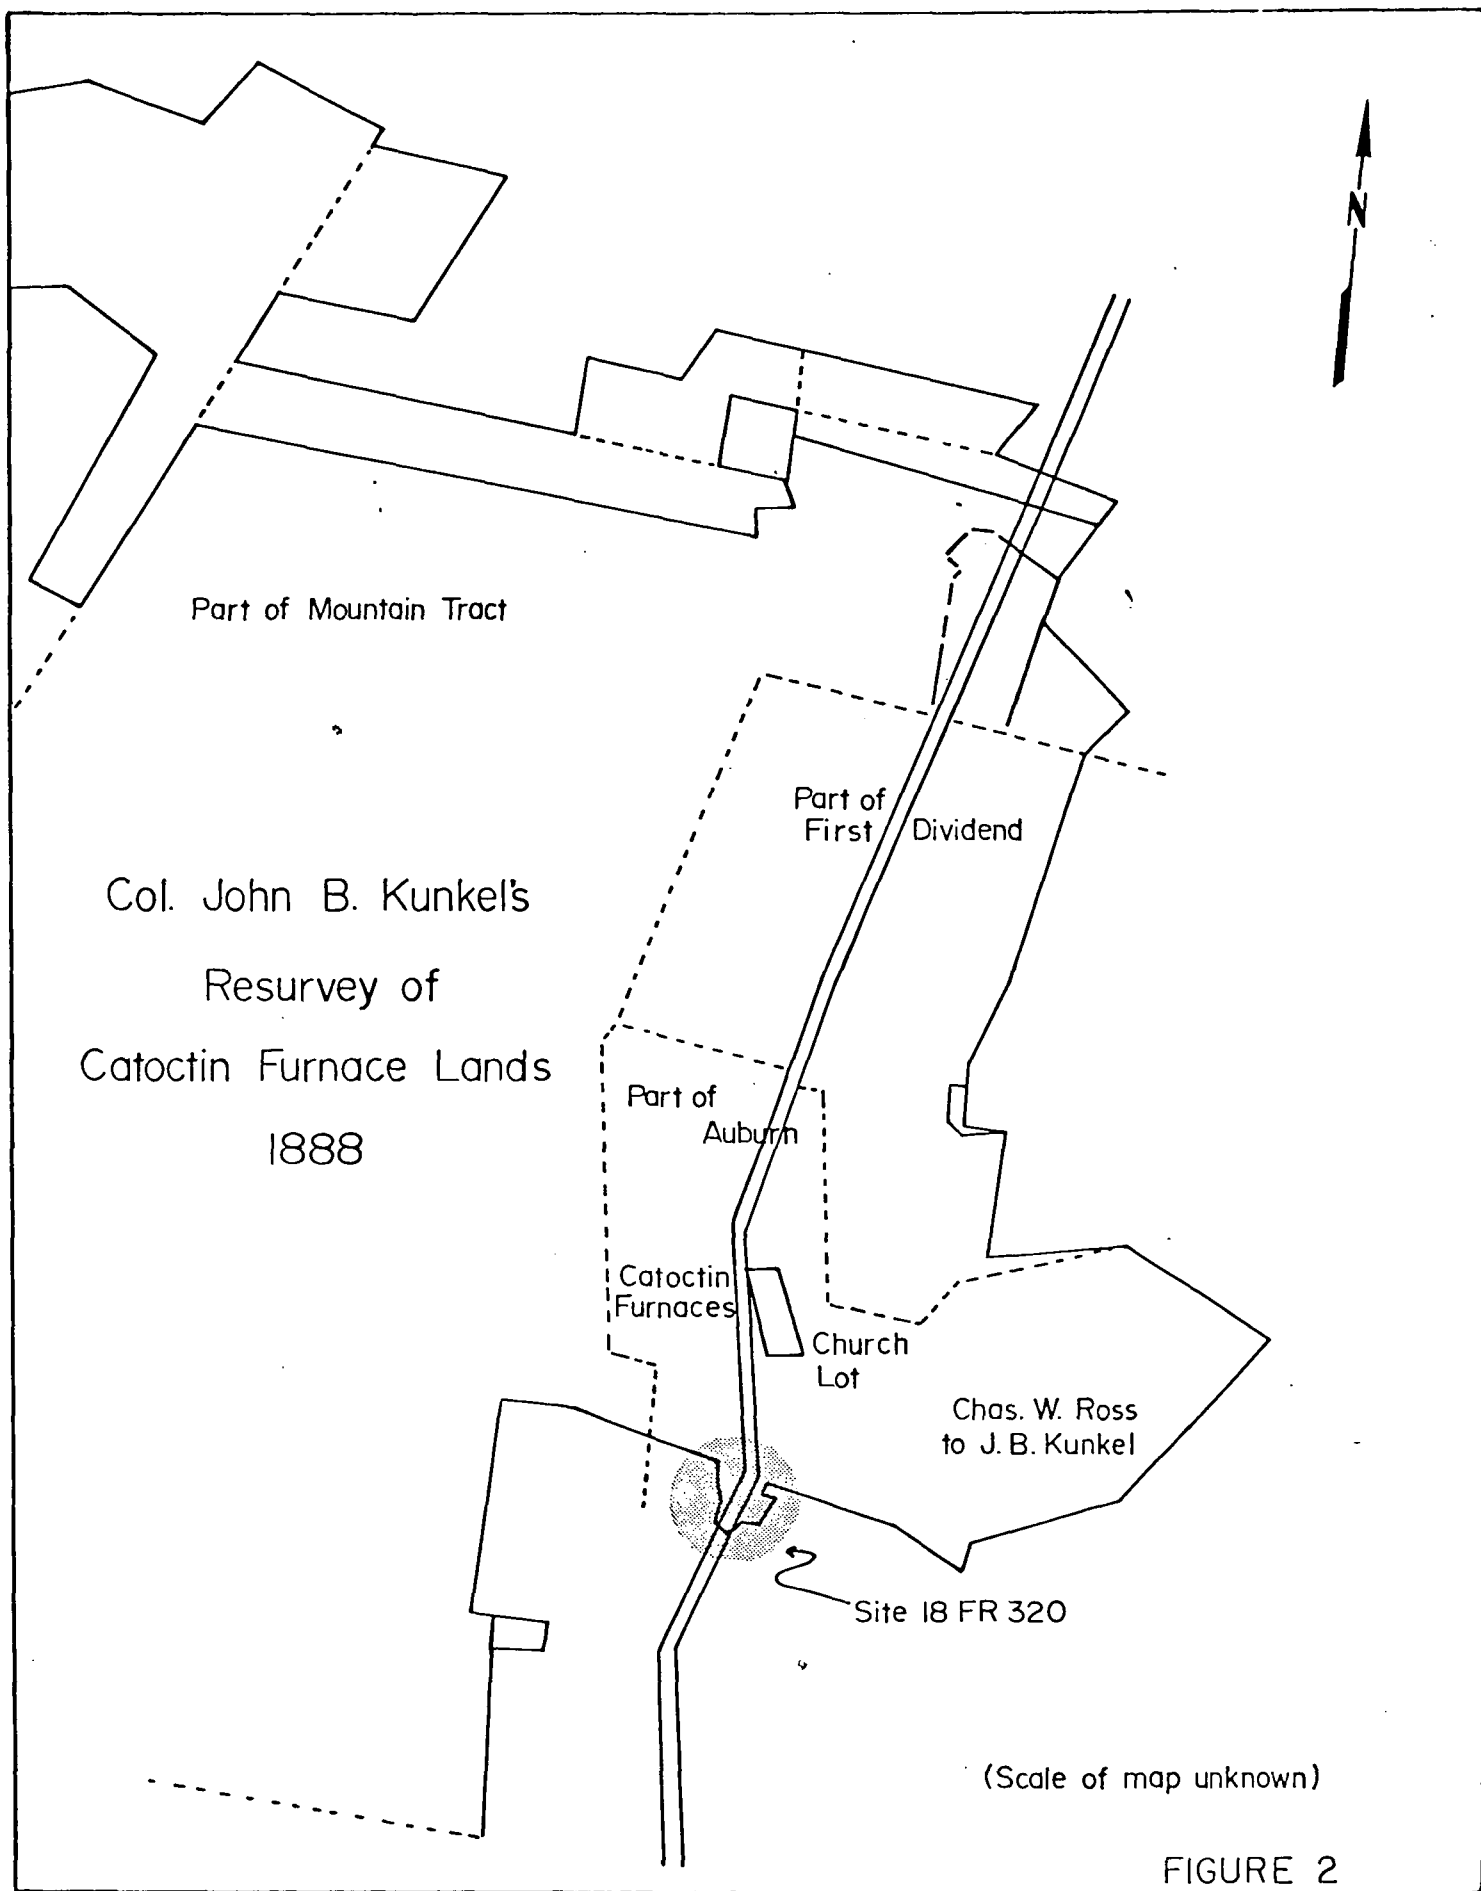 N
Part of Mountain Tract
Part of
First Dividend
Col. John B. Kunkel's
Resurvey of
Catoctin Furnace Lands
1888
Part of
Auburn
Catoctin
Furnaces
Church
Lot
Chas. W. Ross
to J. B. Kunkel
Site 18 FR 320
(Scale of map unknown)
FIGURE 2